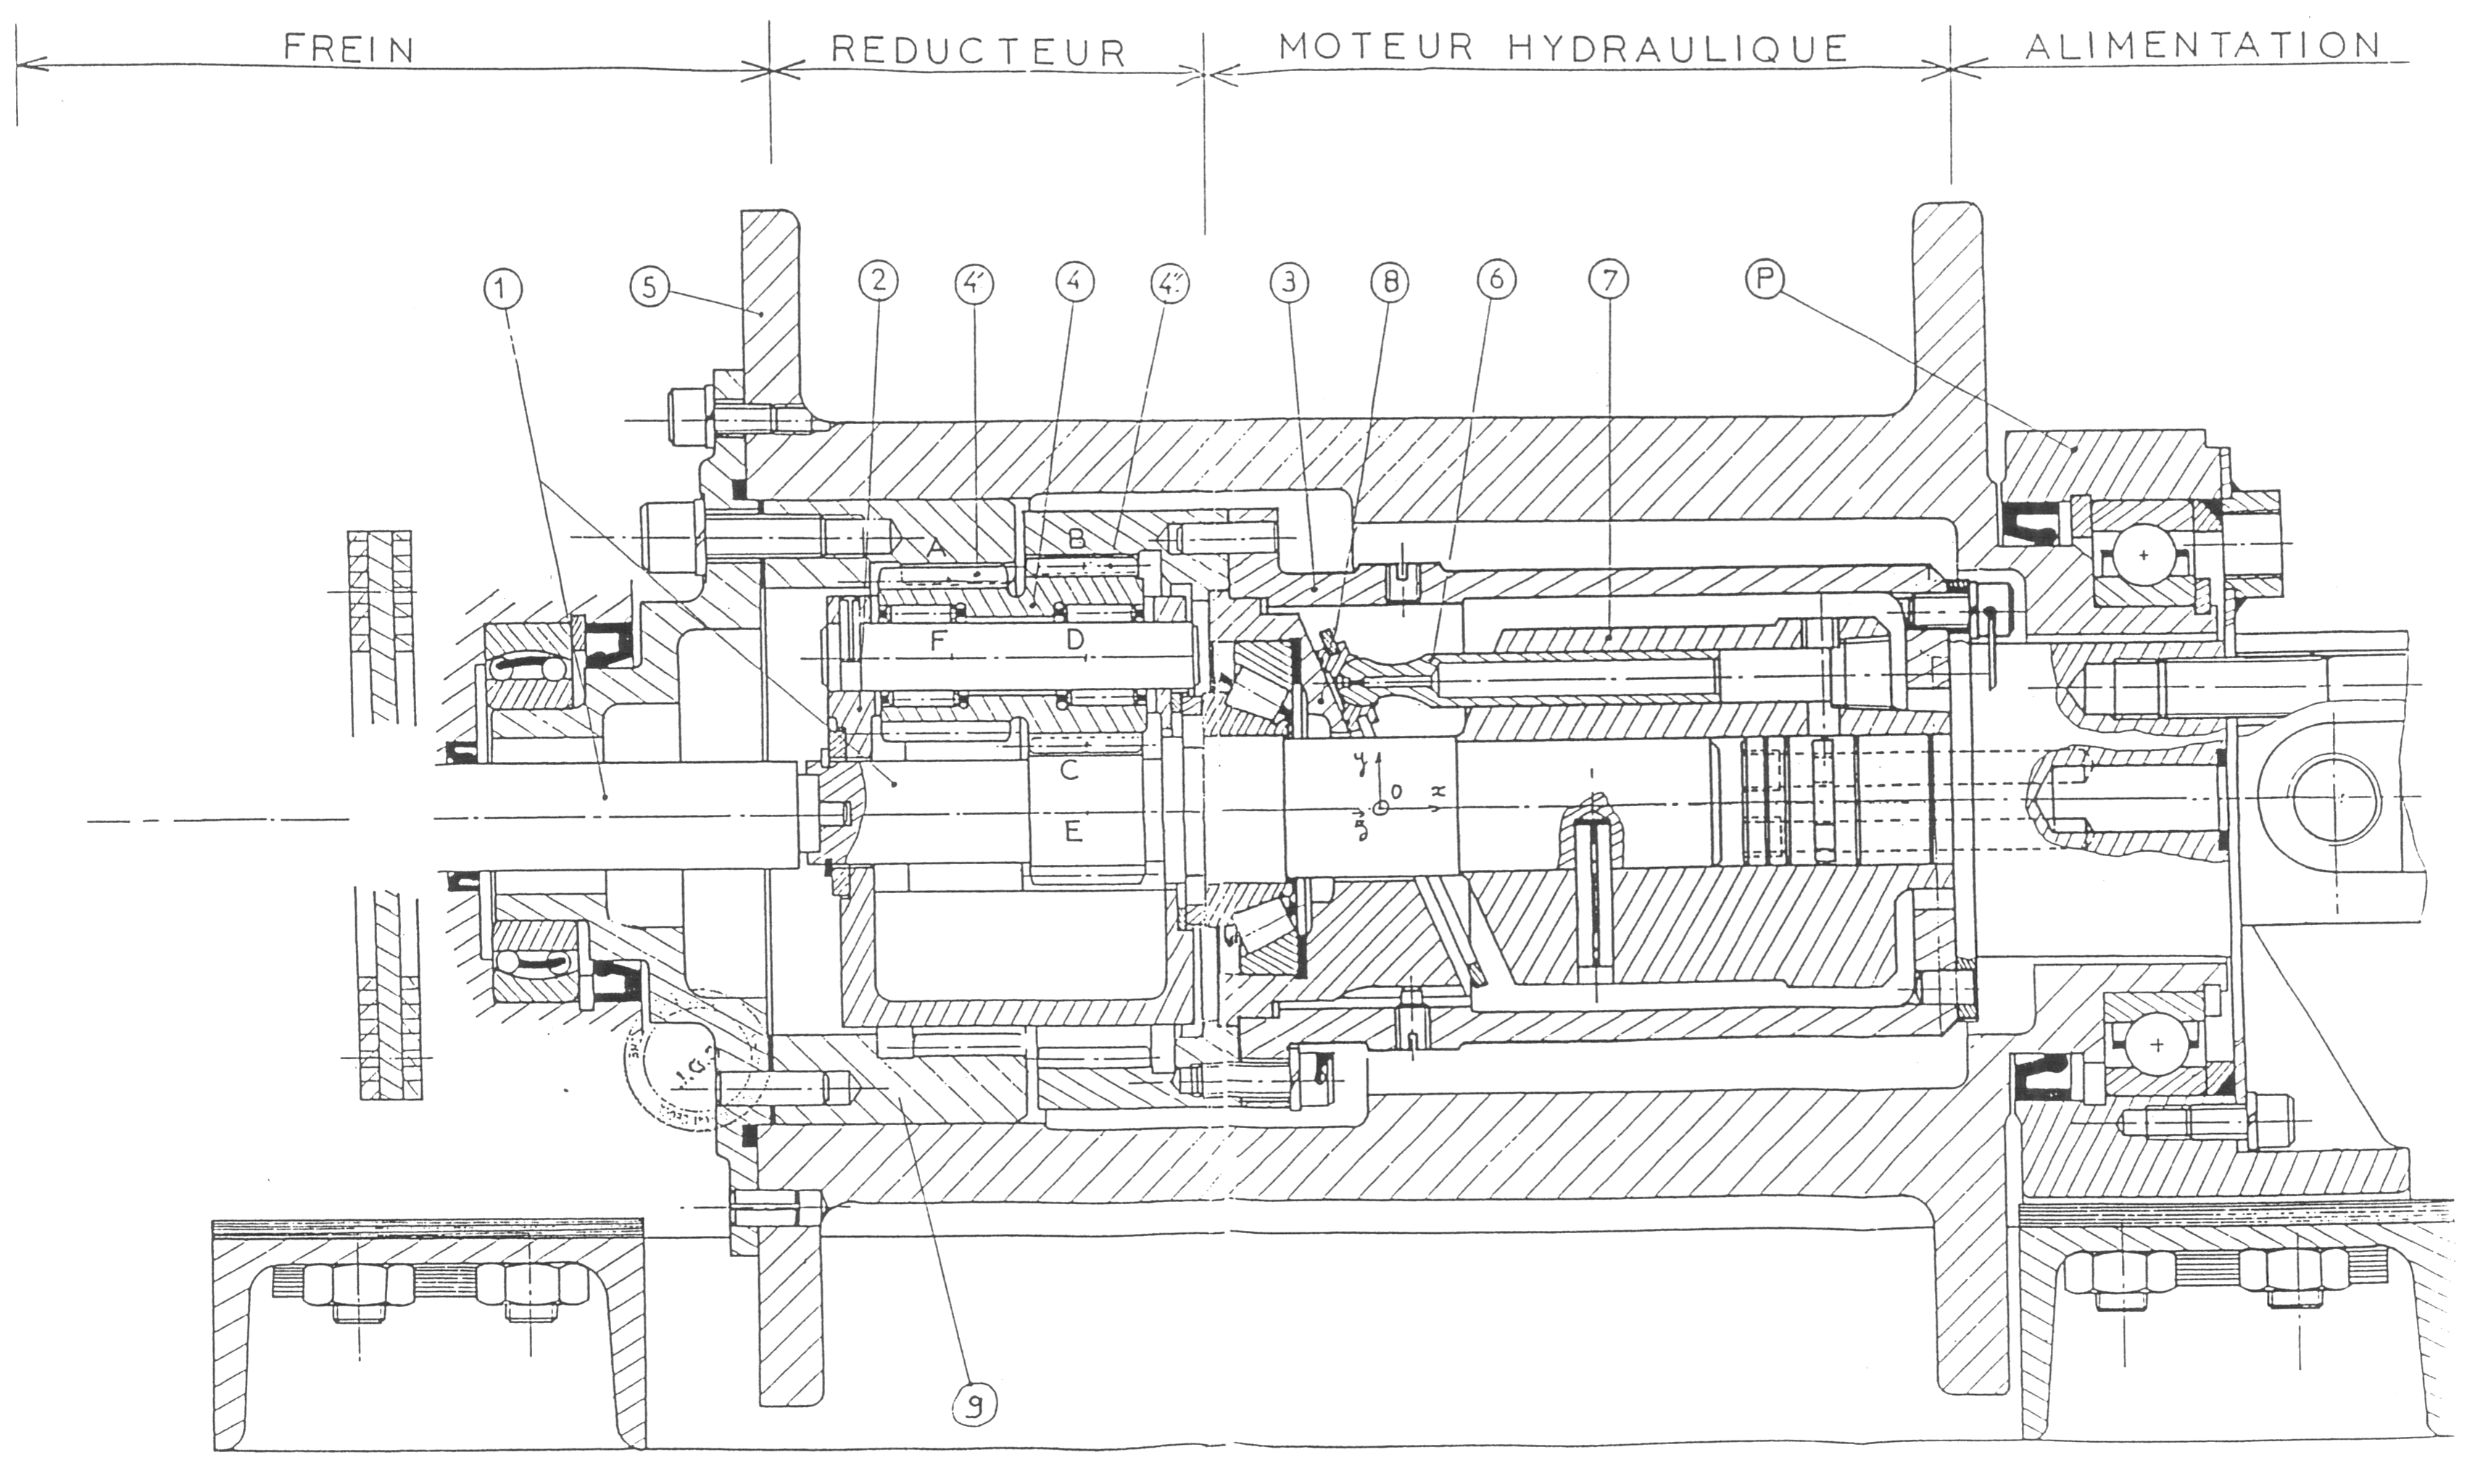 FREIN REDUCTEUR MOTEUR HYDRAULIQUE ALIMENTATION
1 5 2 4' 4 4" 3 8 6 7 P
A B
F D
C
E
y
O x
z
9